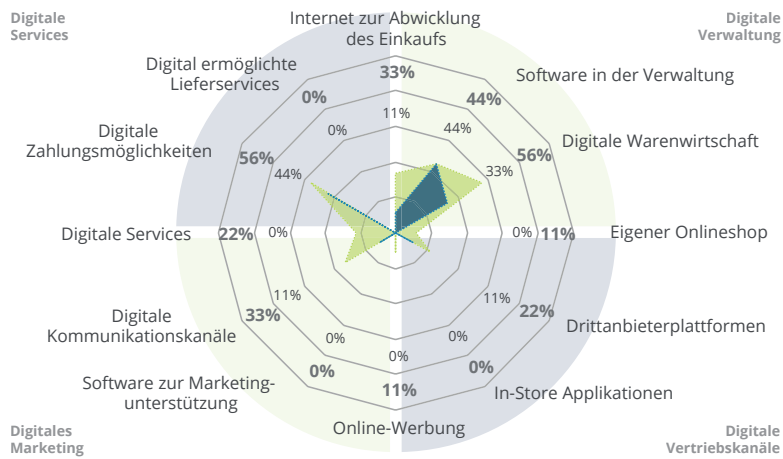 Digitale
Services
Digitale
Verwaltung
Internet zur Abwicklung
des Einkaufs
33%
11%
Software in der Verwaltung
44%
44%
Digitale Warenwirtschaft
56%
33%
Eigener Onlineshop
11%
0%
Drittanbieterplattformen
22%
11%
In-Store Applikationen
0%
0%
Online-Werbung
11%
0%
Software zur Marketing-
unterstützung
0%
0%
Digitale
Kommunikationskanäle
33%
11%
Digitale Services
22%
0%
Digitale
Zahlungsmöglichkeiten
56%
44%
Digital ermöglichte
Lieferservices
0%
0%
Digitales
Marketing
Digitale
Vertriebskanäle